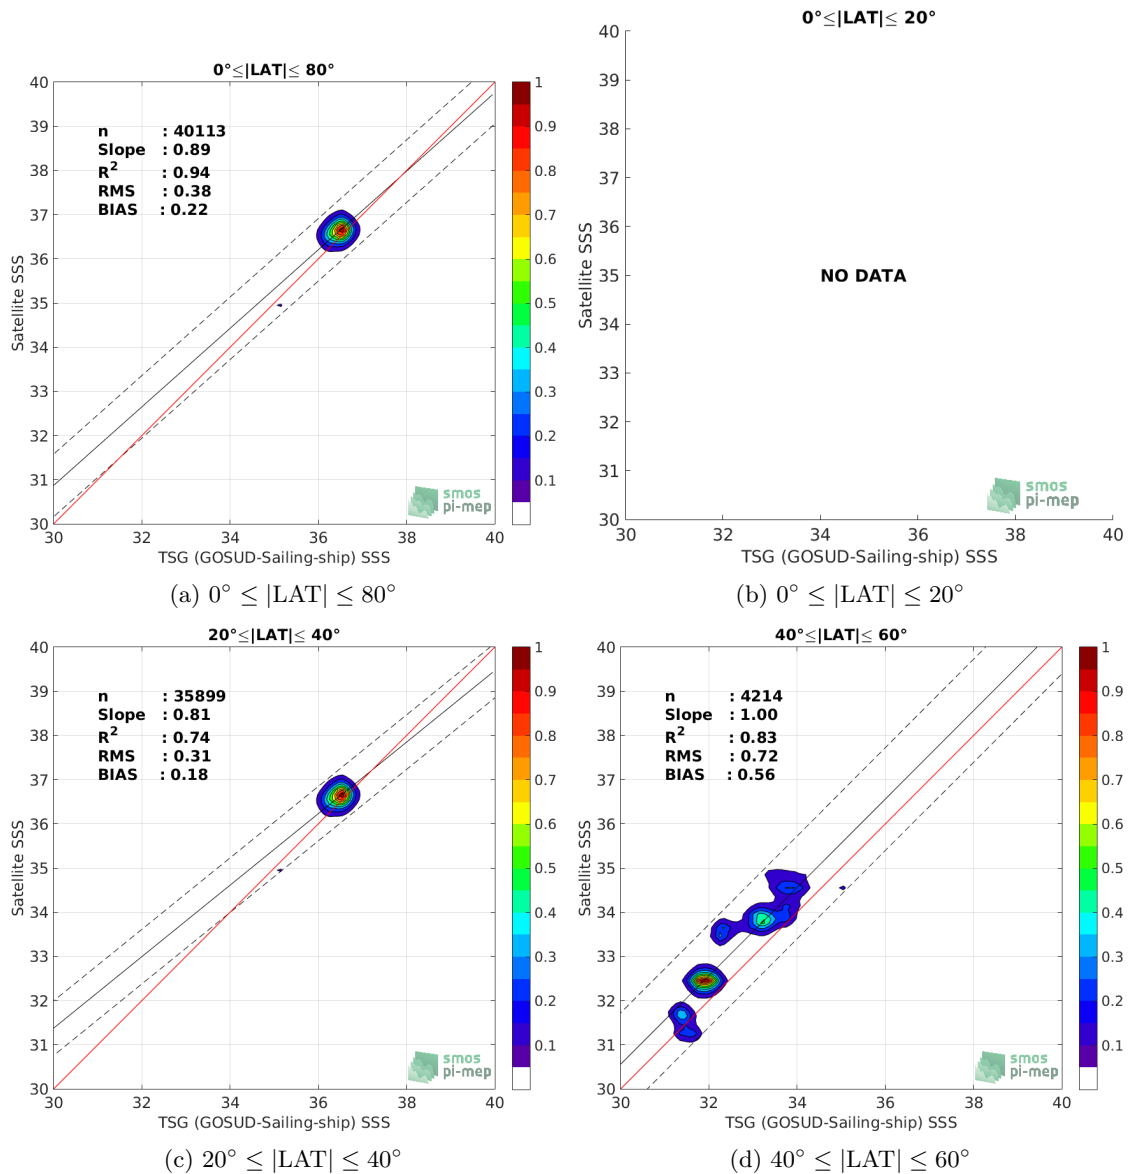 0°≤|LAT|≤ 80°
40
39
38
37
36
35
34
33
32
31
30
Satellite SSS
n : 40113
Slope : 0.89
R2 : 0.94
RMS : 0.38
BIAS : 0.22
smos
pi-mep
30 32 34 36 38 40
TSG (GOSUD-Sailing-ship) SSS
1
0.9
0.8
0.7
0.6
0.5
0.4
0.3
0.2
0.1
(a) 0° ≤ |LAT| ≤ 80°
0°≤|LAT|≤ 20°
40
39
38
37
36
35
34
33
32
31
30
Satellite SSS
NO DATA
smos
pi-mep
30 32 34 36 38 40
TSG (GOSUD-Sailing-ship) SSS
(b) 0° ≤ |LAT| ≤ 20°
20°≤|LAT|≤ 40°
40
39
38
37
36
35
34
33
32
31
30
Satellite SSS
n : 35899
Slope : 0.81
R2 : 0.74
RMS : 0.31
BIAS : 0.18
smos
pi-mep
30 32 34 36 38 40
TSG (GOSUD-Sailing-ship) SSS
1
0.9
0.8
0.7
0.6
0.5
0.4
0.3
0.2
0.1
(c) 20° ≤ |LAT| ≤ 40°
40°≤|LAT|≤ 60°
40
39
38
37
36
35
34
33
32
31
30
Satellite SSS
n : 4214
Slope : 1.00
R2 : 0.83
RMS : 0.72
BIAS : 0.56
smos
pi-mep
30 32 34 36 38 40
TSG (GOSUD-Sailing-ship) SSS
1
0.9
0.8
0.7
0.6
0.5
0.4
0.3
0.2
0.1
(d) 40° ≤ |LAT| ≤ 60°